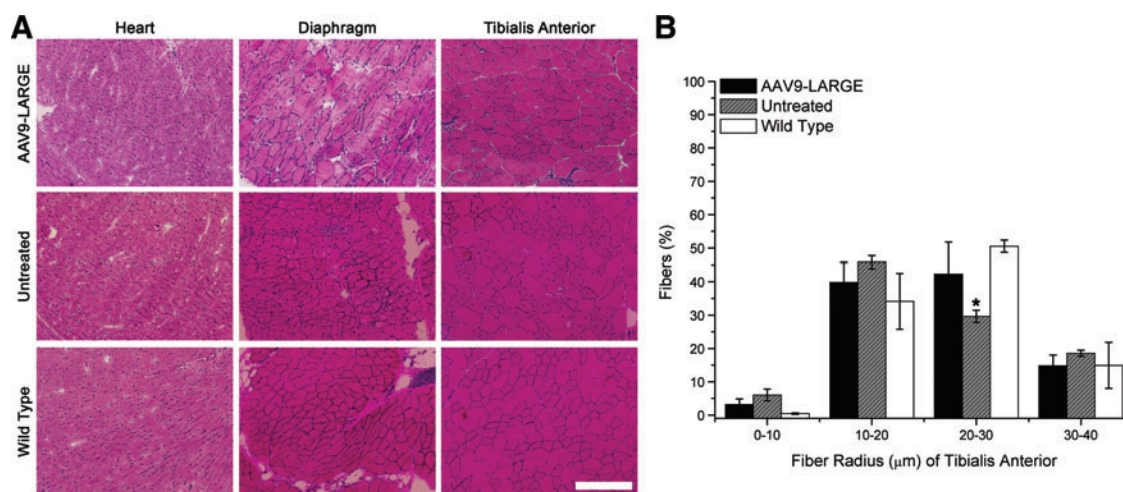 A
Heart
Diaphragm
Tibialis Anterior
AAV9-LARGE
Untreated
Wild Type
B
100
90
80
70
60
50
40
30
20
10
0
Fibers (%)
AAV9-LARGE
Untreated
Wild Type
*
0-10
10-20
20-30
30-40
Fiber Radius (μm) of Tibialis Anterior